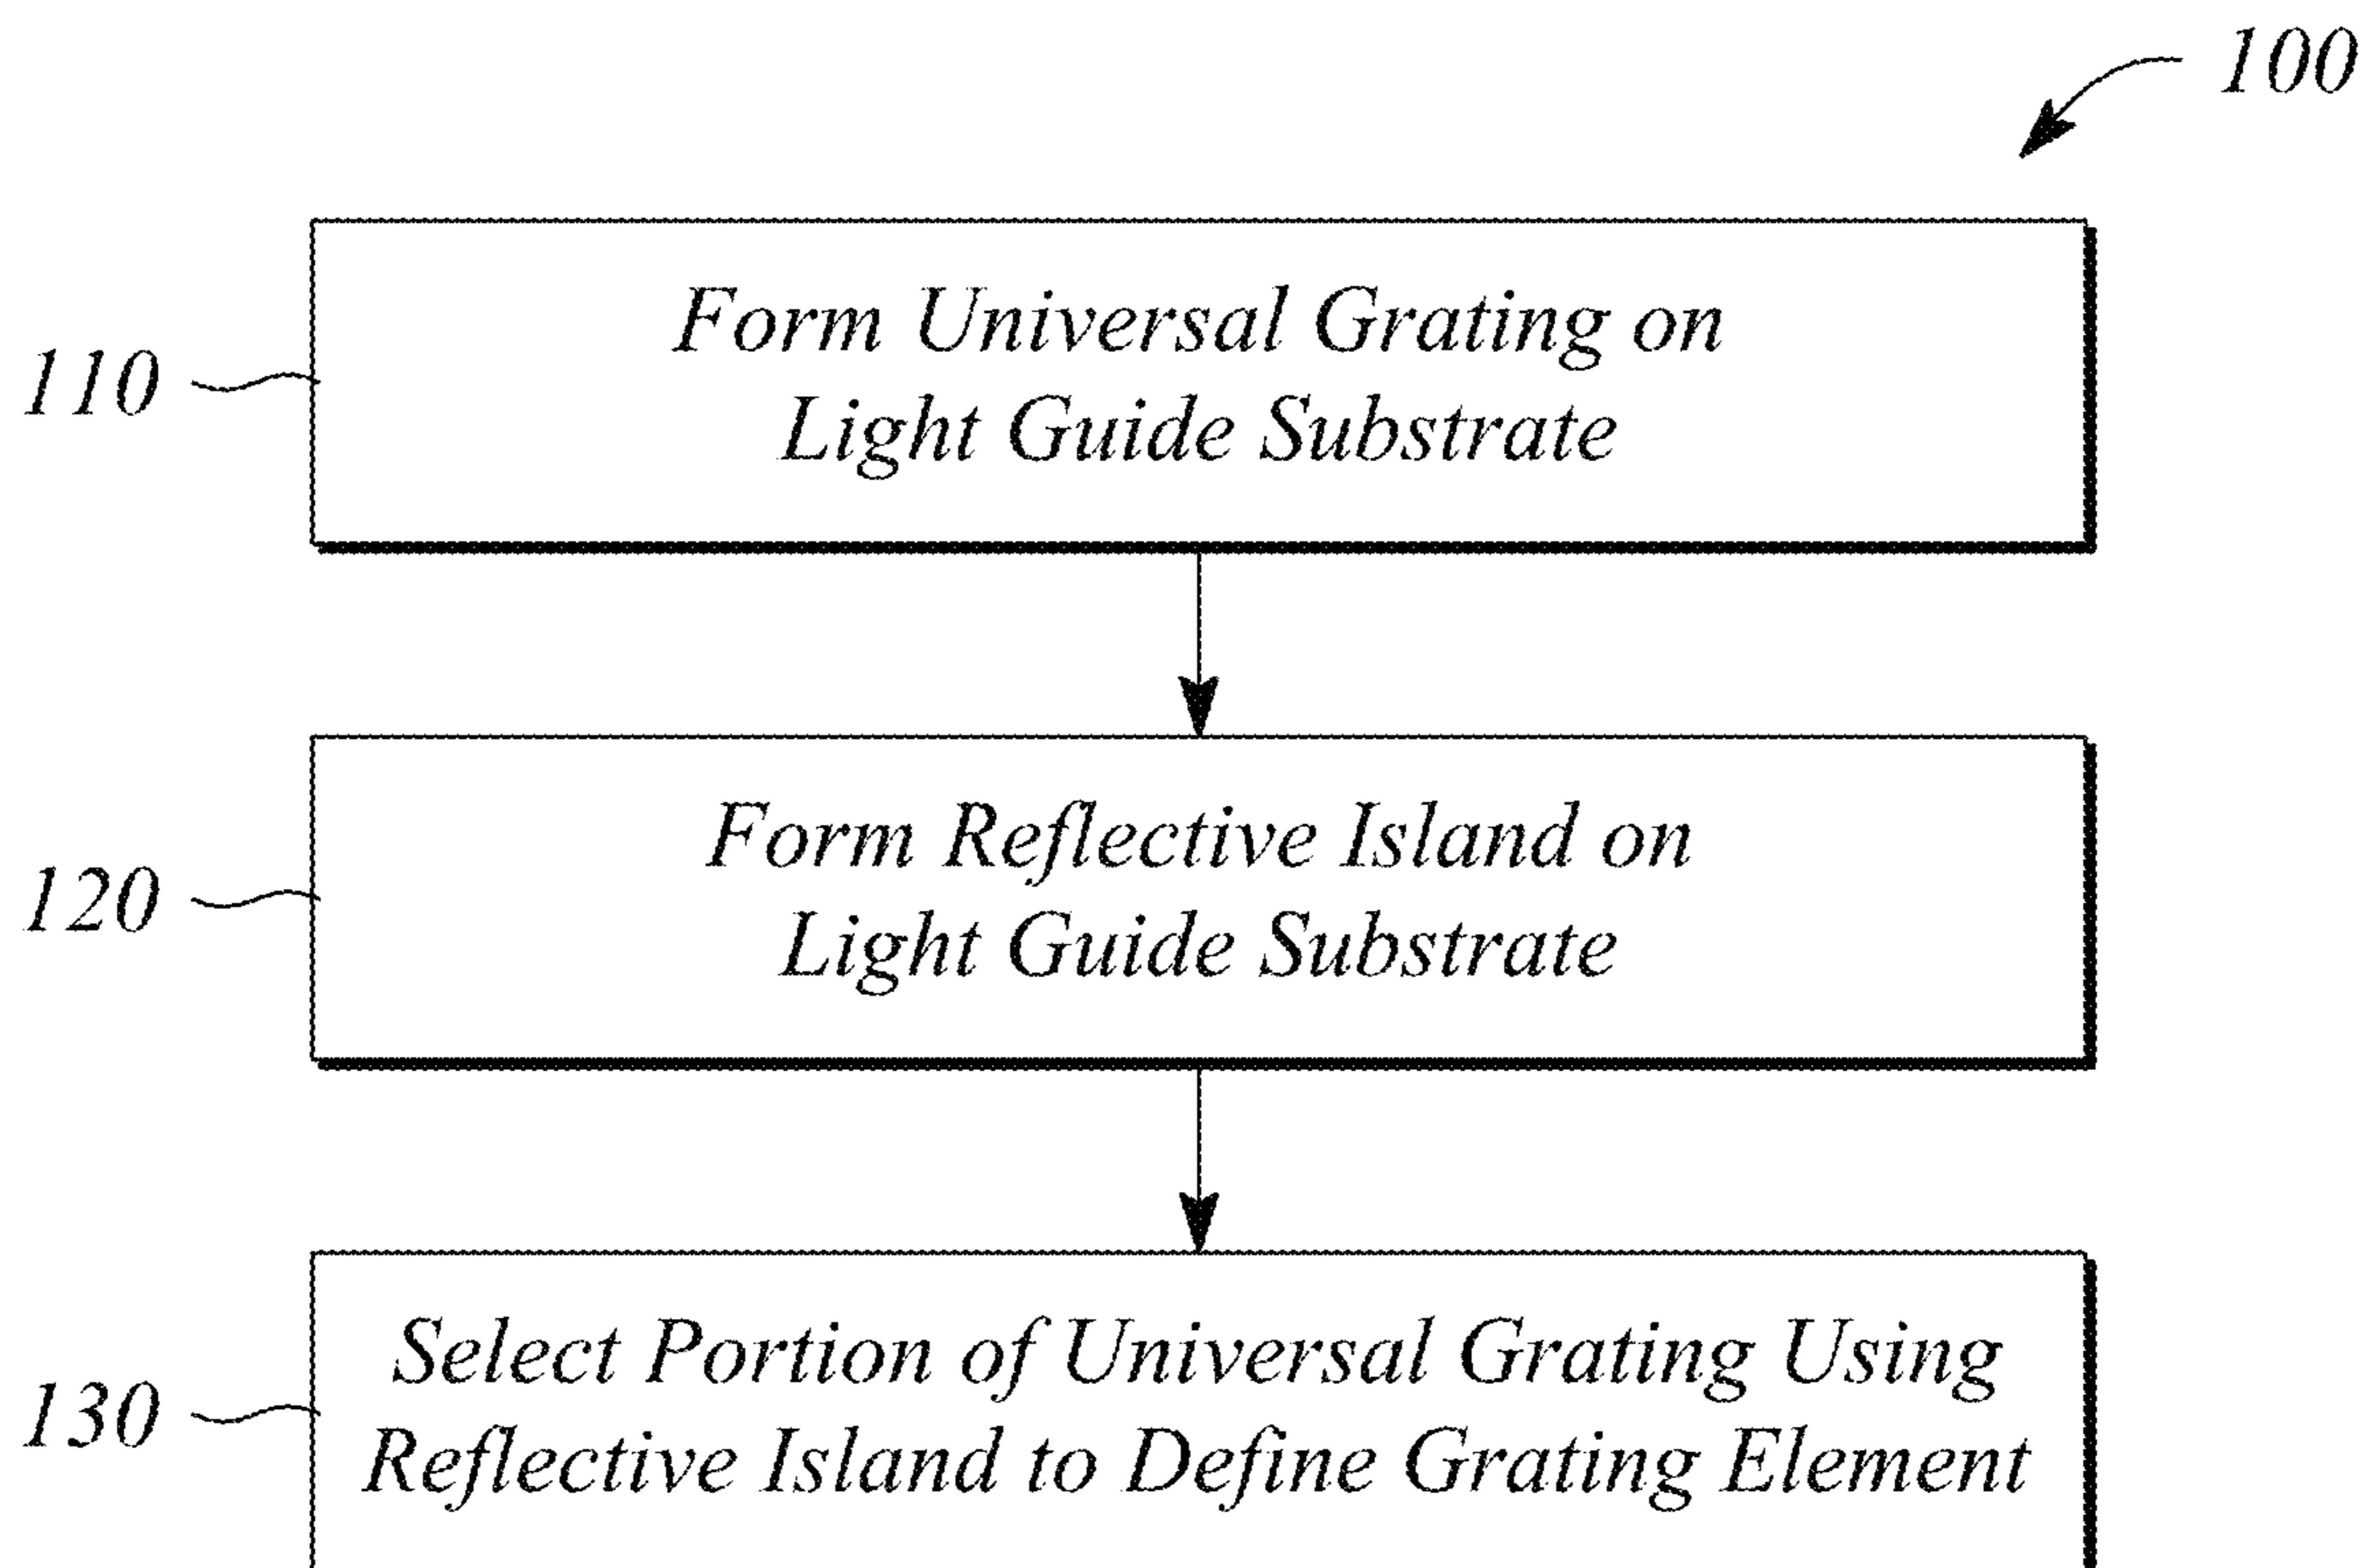 100
110
Form Universal Grating on
Light Guide Substrate
120
Form Reflective Island on
Light Guide Substrate
130
Select Portion of Universal Grating Using
Reflective Island to Define Grating Element